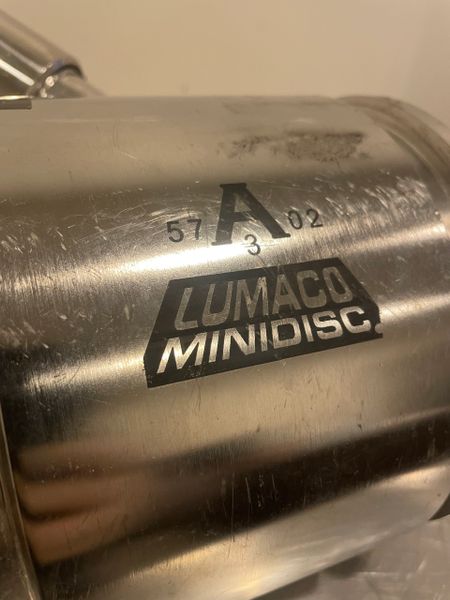 57 A 02
3
LUMACO
MINIDISC